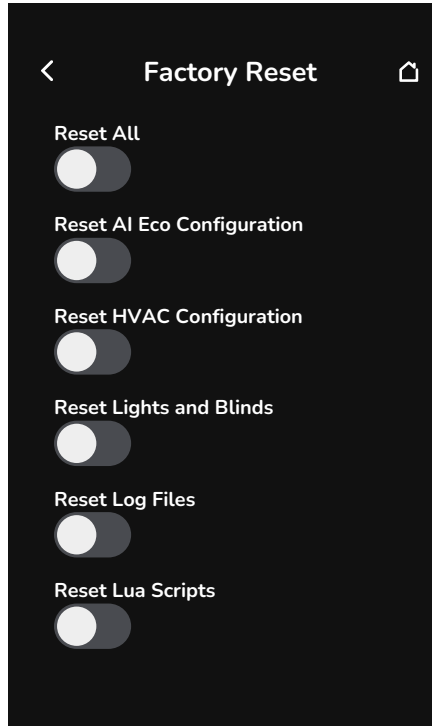 Factory Reset
Reset All
Reset AI Eco Configuration
Reset HVAC Configuration
Reset Lights and Blinds
Reset Log Files
Reset Lua Scripts